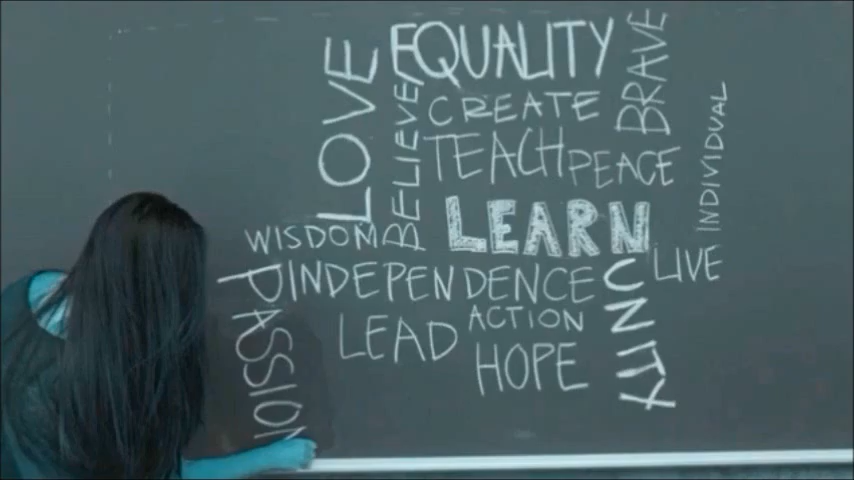 EQUALITY
LOVE
BELIEVE
CREATE
BRAVE
TEACH
PEACE
INDIVIDUAL
LEARN
WISDOM
INDEPENDENCE
LIVE
UNITY
PASSION
LEAD
ACTION
HOPE